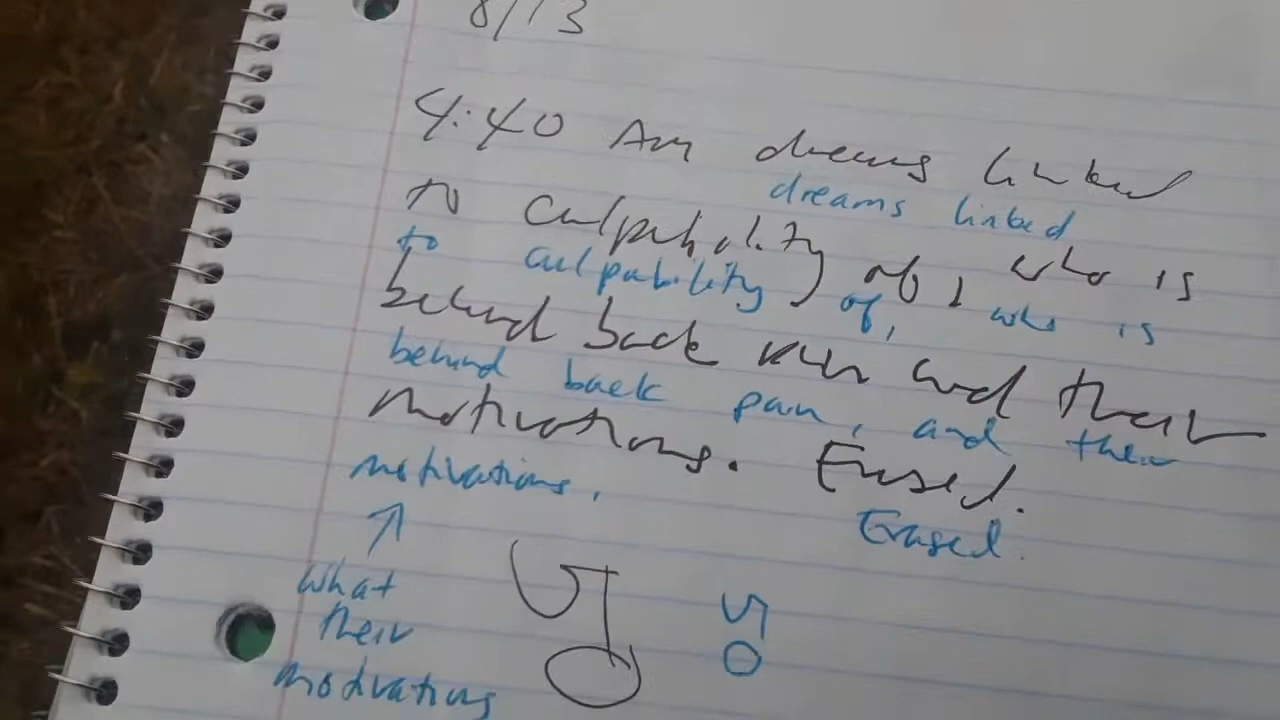 8/13
4:40 Am dreams linked
dreams linked
to culpability of, who is
to culpability of, who is
behind back pain and their
behind back pain, and their
motivations. Erased.
motivations. Erased.
what
their
motivations